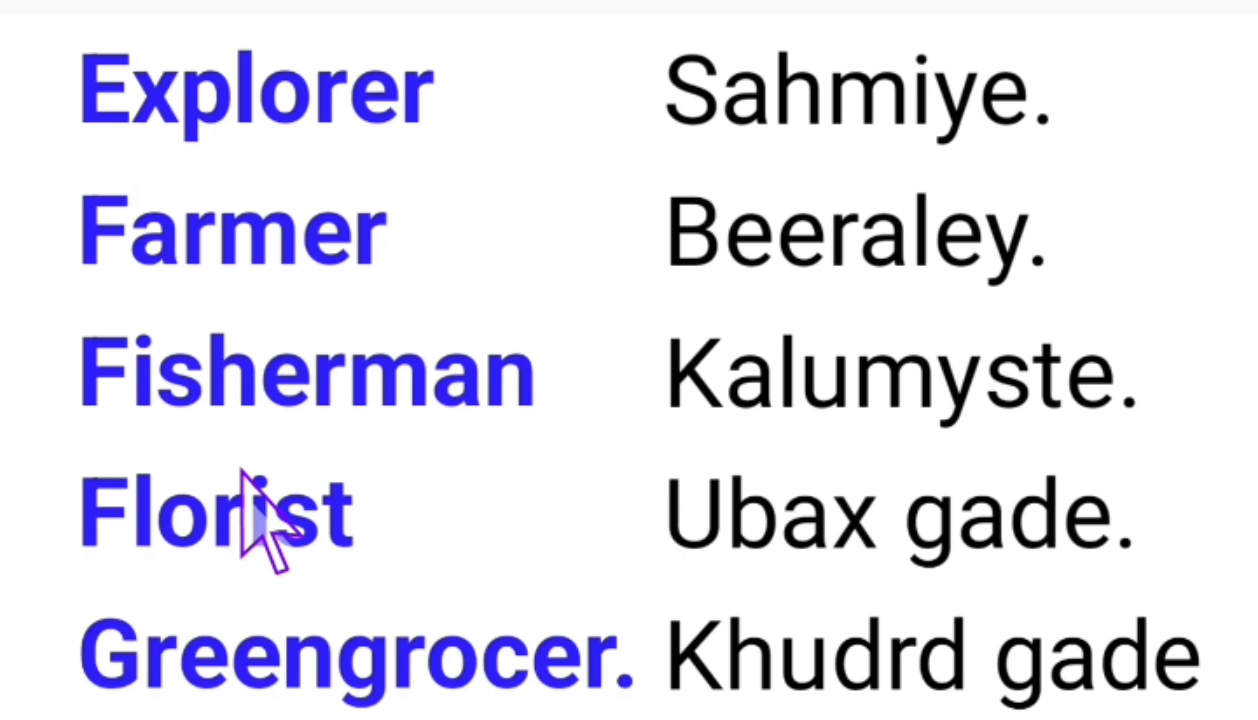 Explorer Sahmiye.
Farmer Beeraley.
Fisherman Kalumyste.
Florist Ubax gade.
Greengrocer. Khudrd gade